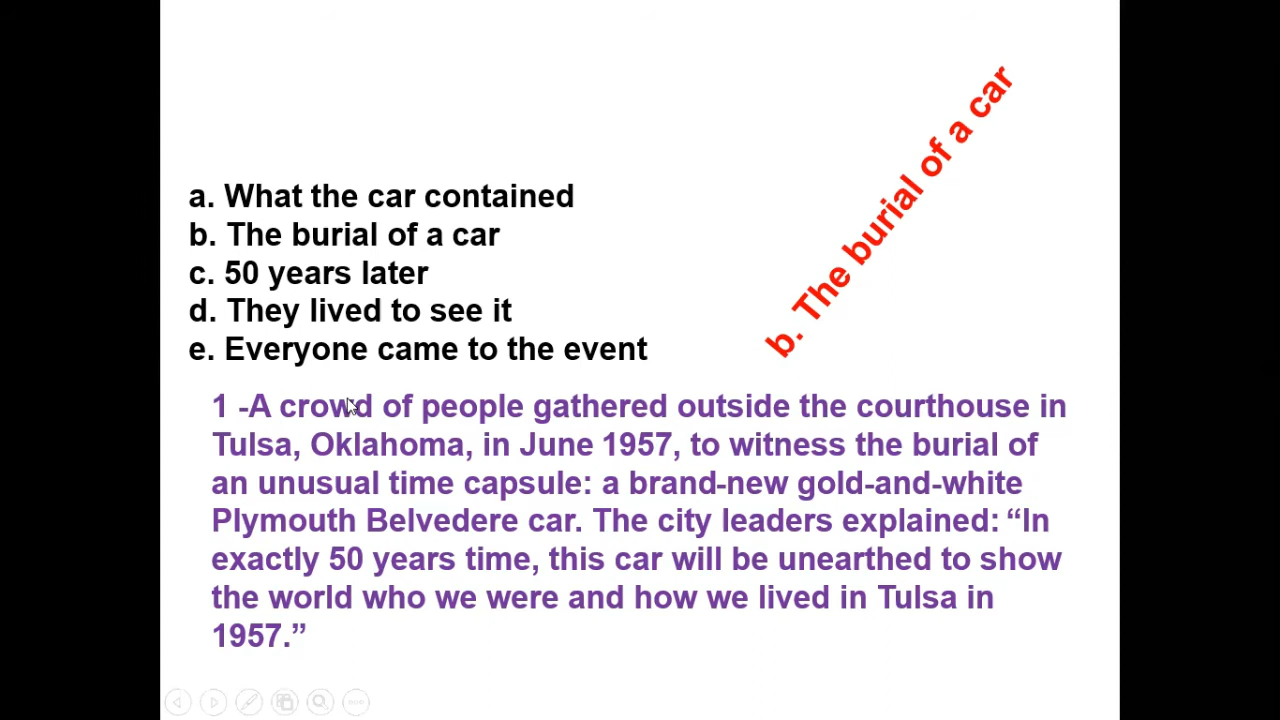 a. What the car contained
b. The burial of a car
c. 50 years later
d. They lived to see it
e. Everyone came to the event
b. The burial of a car
1 -A crowd of people gathered outside the courthouse in
Tulsa, Oklahoma, in June 1957, to witness the burial of
an unusual time capsule: a brand-new gold-and-white
Plymouth Belvedere car. The city leaders explained: “In
exactly 50 years time, this car will be unearthed to show
the world who we were and how we lived in Tulsa in
1957.”